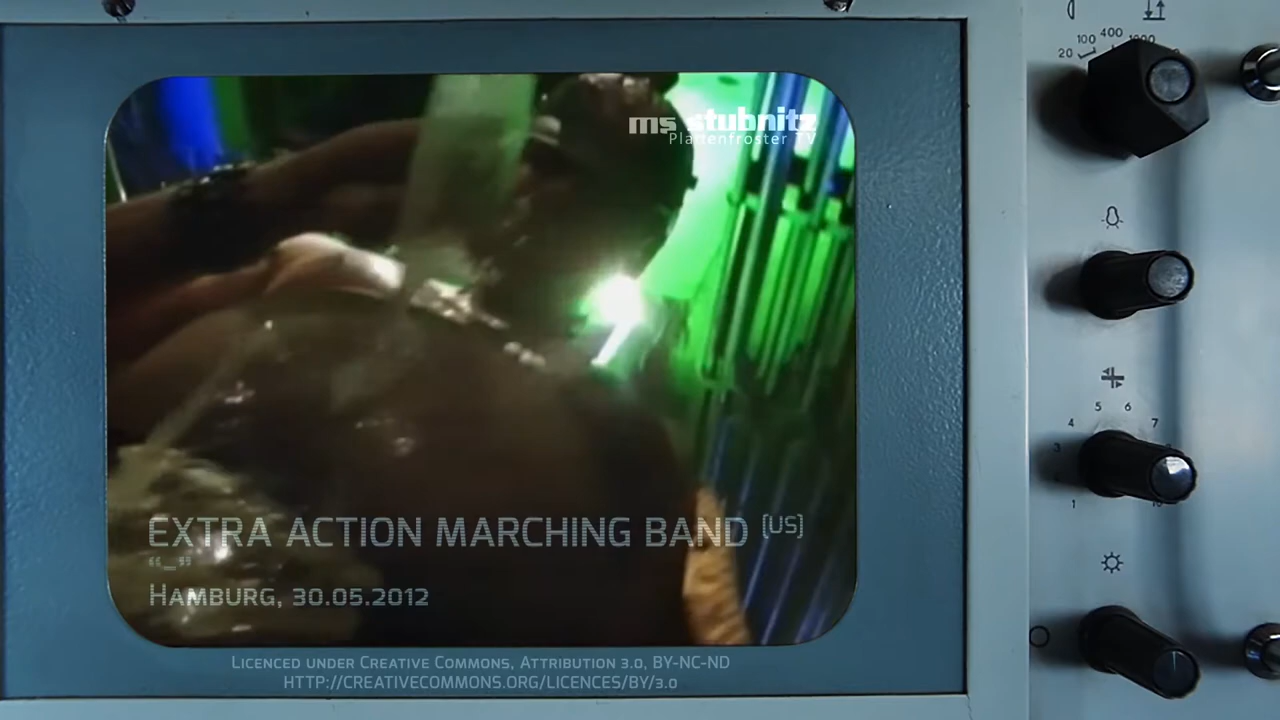 20 100 400 1000
ms stubnitz
Plattenfroster TV
EXTRA ACTION MARCHING BAND [US]
“_”
HAMBURG, 30.05.2012
LICENCED UNDER CREATIVE COMMONS, ATTRIBUTION 3.0, BY-NC-ND
HTTP://CREATIVECOMMONS.ORG/LICENCES/BY/3.0
5 6
4 7
3
1 10